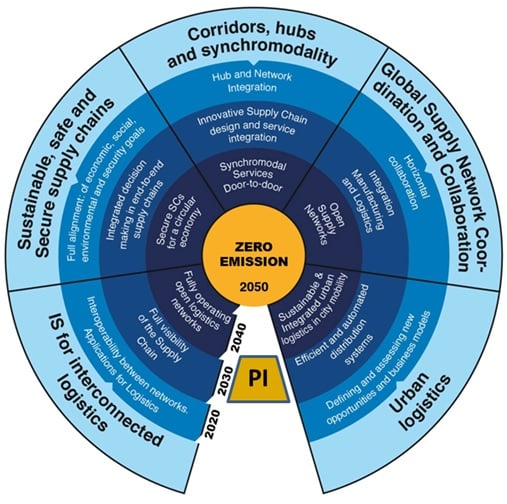 Corridors, hubs
and synchromodality
Hub and Network
Integration
Innovative Supply Chain
design and service
integration
Synchromodal
Services
Door-to-door
Global Supply Network Coor-
dination and Collaboration
Horizontal
collaboration
Integration
Manufacturing
and Logistics
Open
Supply
Networks
Urban
logistics
Defining and assessing new
opportunities and business models
Efficient and automated
distribution
systems
Sustainable &
Integrated urban
logistics in city mobility
IS for interconnected
logistics
Interoperability between networks.
Applications for Logistics
Full visibility
of the Supply
Chain
Fully operating
open logistics
networks
Sustainable, safe and
Secure supply chains
Full alignment: of economic, social,
environmental and security goals
Integrated decision
making in end-to-end
supply chains
Secure SCs
for a circular
economy
ZERO
EMISSION
2050
2040
2030
2020
PI